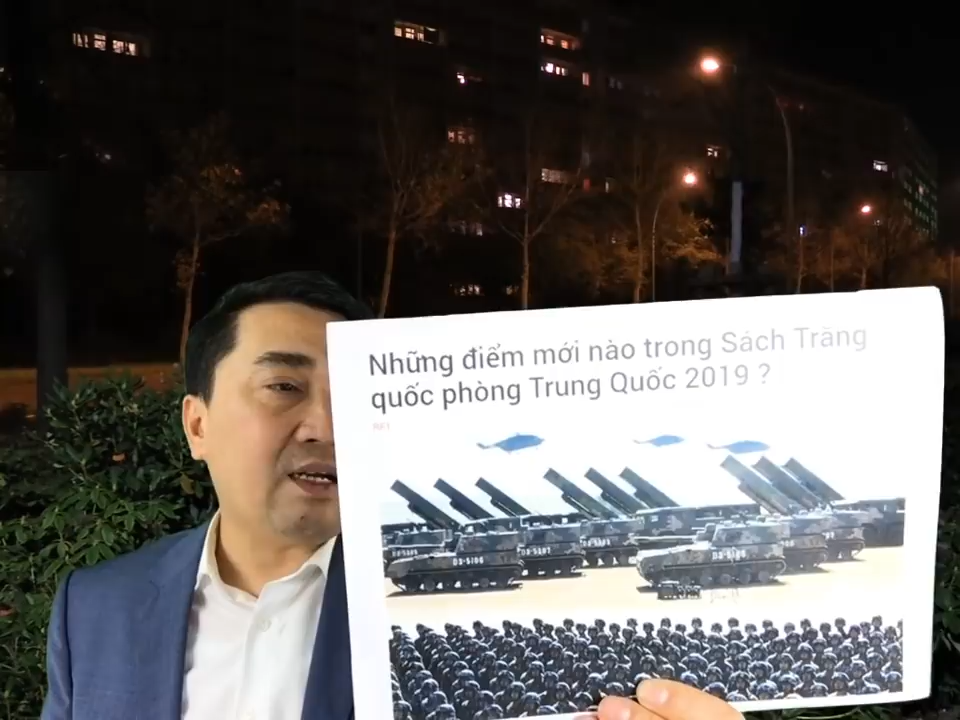 Những điểm mới nào trong Sách Trắng
quốc phòng Trung Quốc 2019 ?
RFI